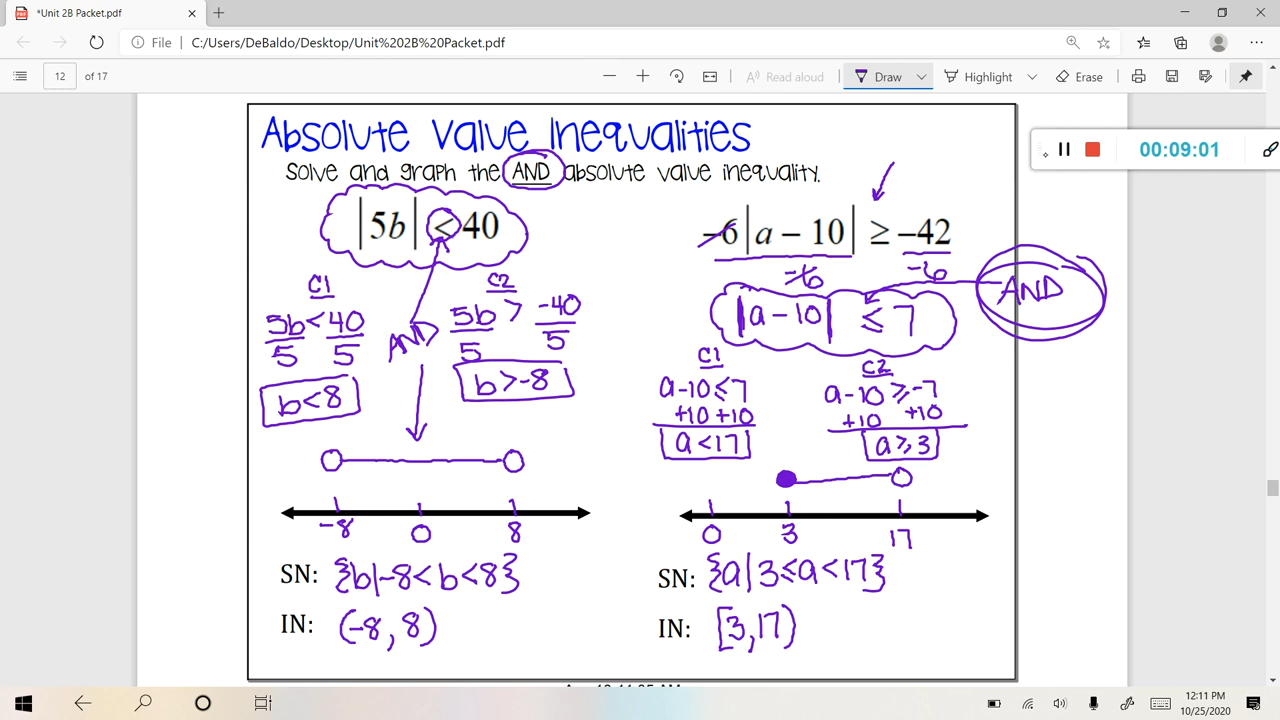 *Unit 2B Packet.pdf
File C:/Users/DeBaldo/Desktop/Unit%202B%20Packet.pdf
12 of 17 Read aloud Draw Highlight Erase
00:09:01
Absolute Value Inequalities
Solve and graph the AND absolute value inequality.
|5b| < 40
C1
5b < 40
5 5
b < 8
AND
C2
5b > -40
5 5
b > -8
-8 0 8
SN: {b|-8 < b < 8}
IN: (-8, 8)
-6|a − 10| ≥ −42
-6 -6
|a - 10| ≤ 7
AND
C1
a-10 ≤ 7
+10 +10
a < 17
C2
a-10 ≥ -7
+10 +10
a ≥ 3
0 3 17
SN: {a| 3 ≤ a < 17}
IN: [3, 17)
12:11 PM
10/25/2020